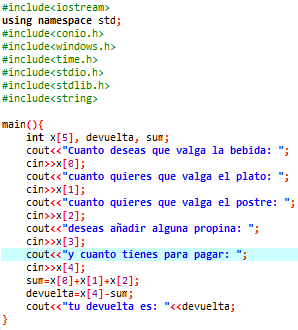 #include<iostream>
using namespace std;
#include<conio.h>
#include<windows.h>
#include<time.h>
#include<stdio.h>
#include<stdlib.h>
#include<string>
main(){
int x[5], devuelta, sum;
cout<<"Cuanto deseas que valga la bebida: ";
cin>>x[0];
cout<<"cuanto quieres que valga el plato: ";
cin>>x[1];
cout<<"cuanto quieres que valga el postre: ";
cin>>x[2];
cout<<"deseas añadir alguna propina: ";
cin>>x[3];
cout<<"y cuanto tienes para pagar: ";
cin>>x[4];
sum=x[0]+x[1]+x[2];
devuelta=x[4]-sum;
cout<<"tu devuelta es: "<<devuelta;
}